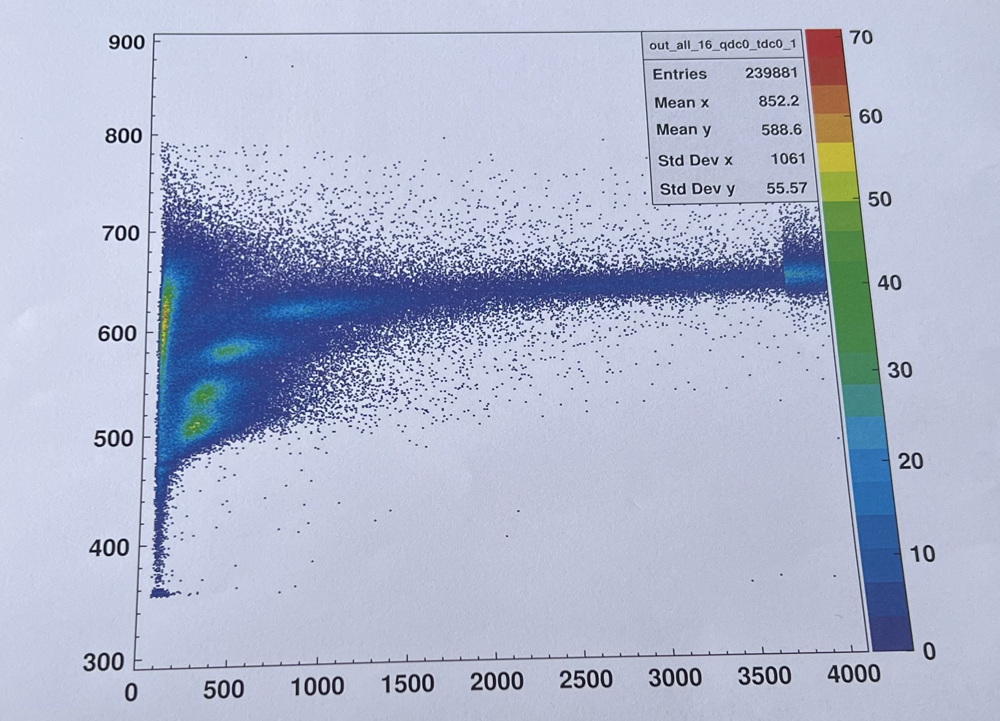 out_all_16_qdc0_tdc0_1
Entries 239881
Mean x 852.2
Mean y 588.6
Std Dev x 1061
Std Dev y 55.57
900
800
700
600
500
400
300
0 500 1000 1500 2000 2500 3000 3500 4000
70
60
50
40
30
20
10
0